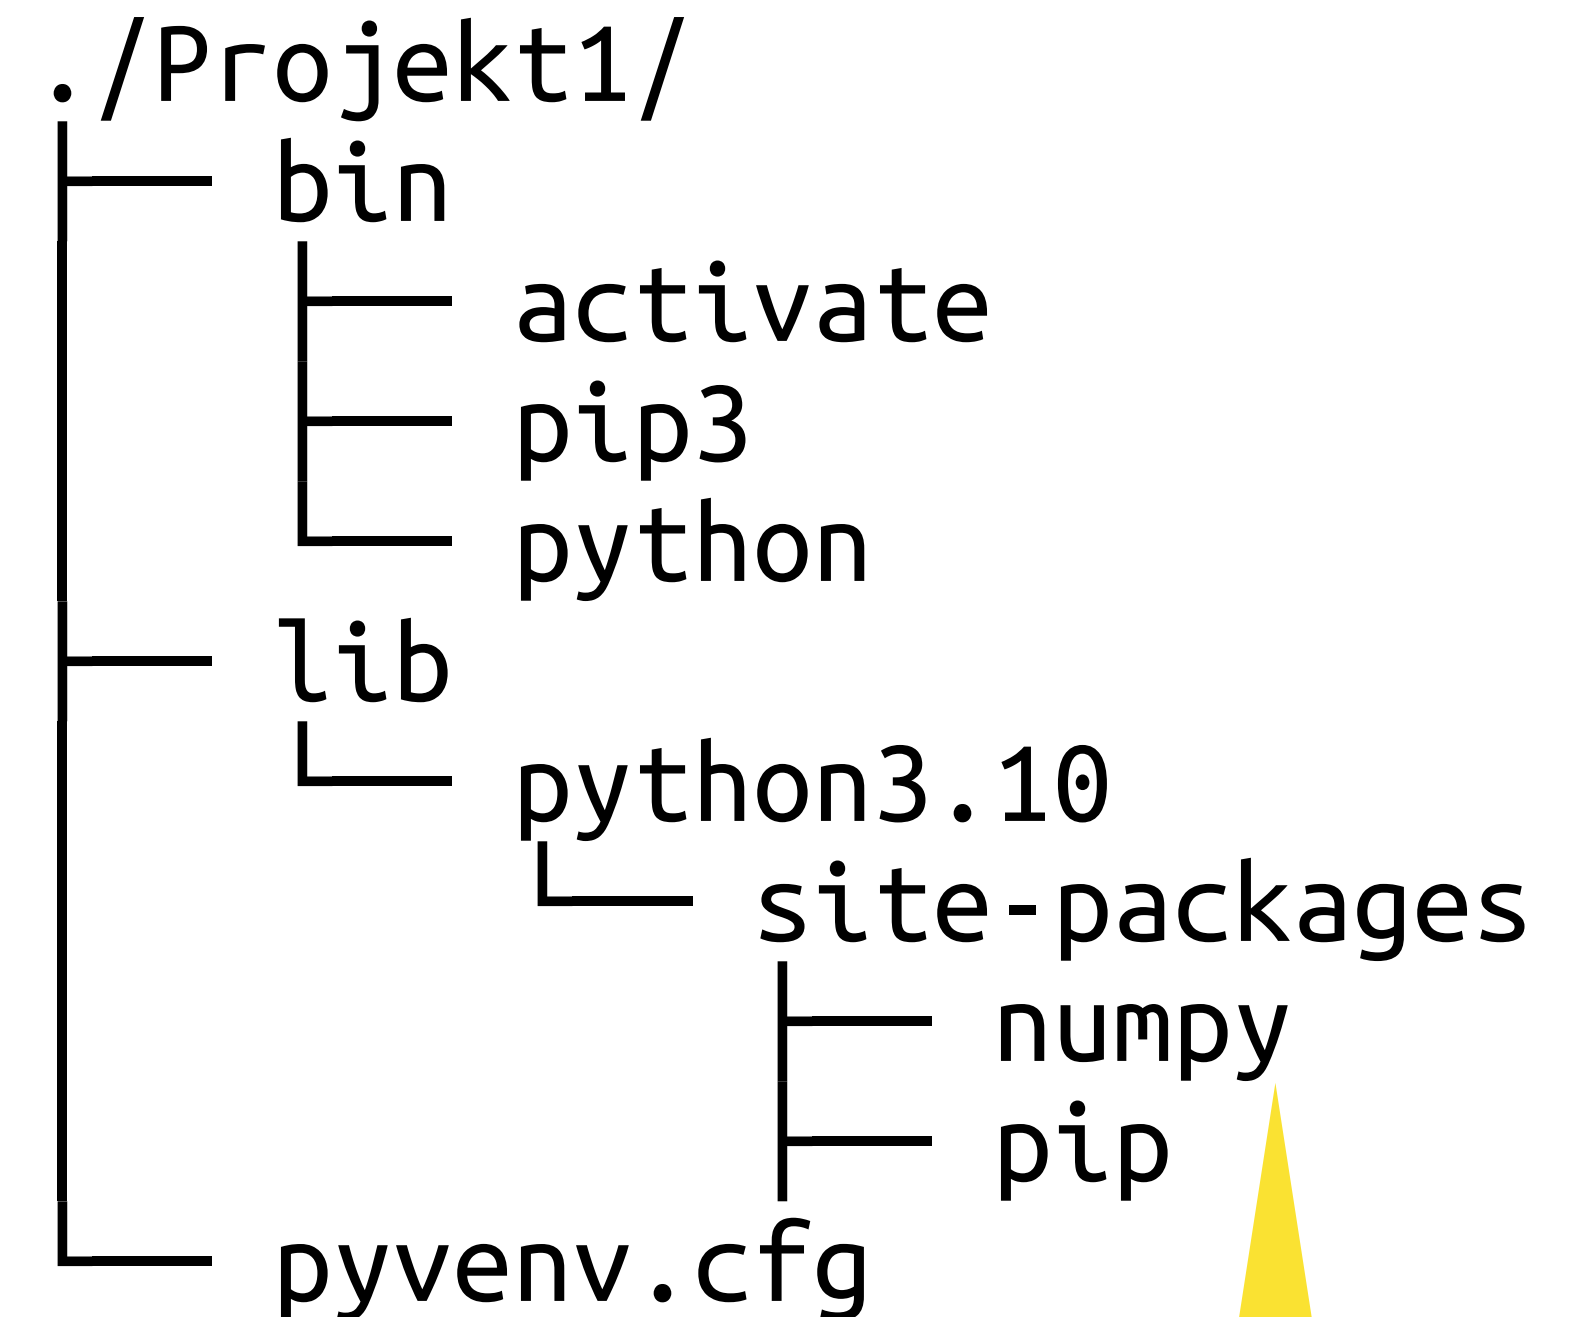 ./Projekt1/
├── bin
│   ├── activate
│   ├── pip3
│   └── python
├── lib
│   └── python3.10
│       └── site-packages
│           ├── numpy
│           ├── pip
└── pyvenv.cfg